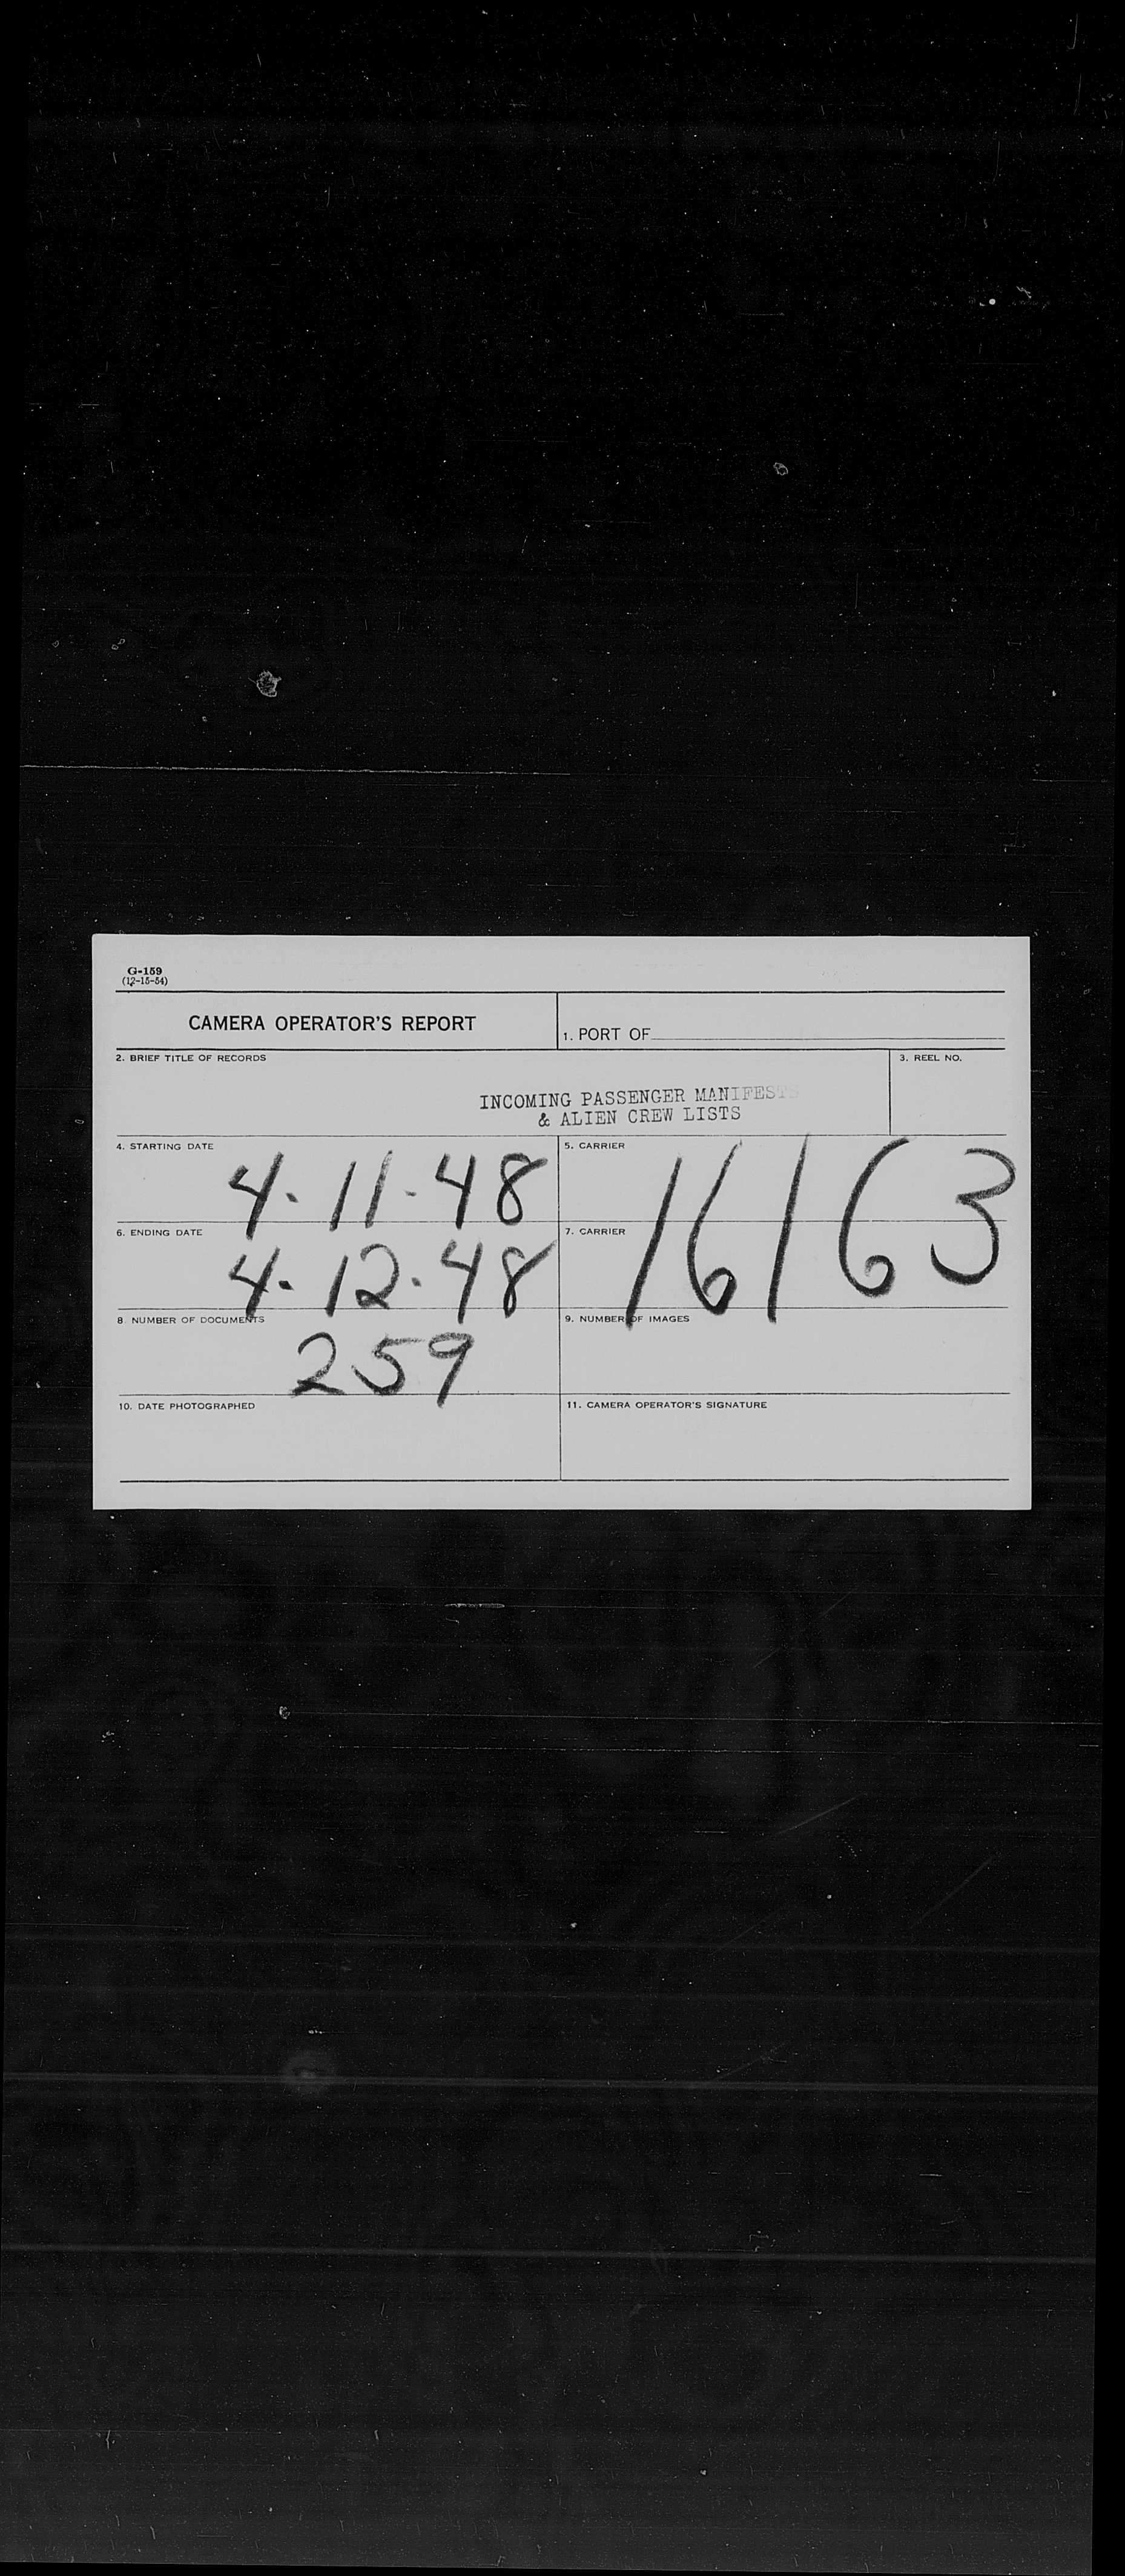 G-159
(12-15-54)
CAMERA OPERATOR'S REPORT
1. PORT OF
2. BRIEF TITLE OF RECORDS
3. REEL NO.
INCOMING PASSENGER MANIFESTS
& ALIEN CREW LISTS
4. STARTING DATE
4-11-48
5. CARRIER
16163
6. ENDING DATE
4-12-48
7. CARRIER
8. NUMBER OF DOCUMENTS
259
9. NUMBER OF IMAGES
10. DATE PHOTOGRAPHED
11. CAMERA OPERATOR'S SIGNATURE